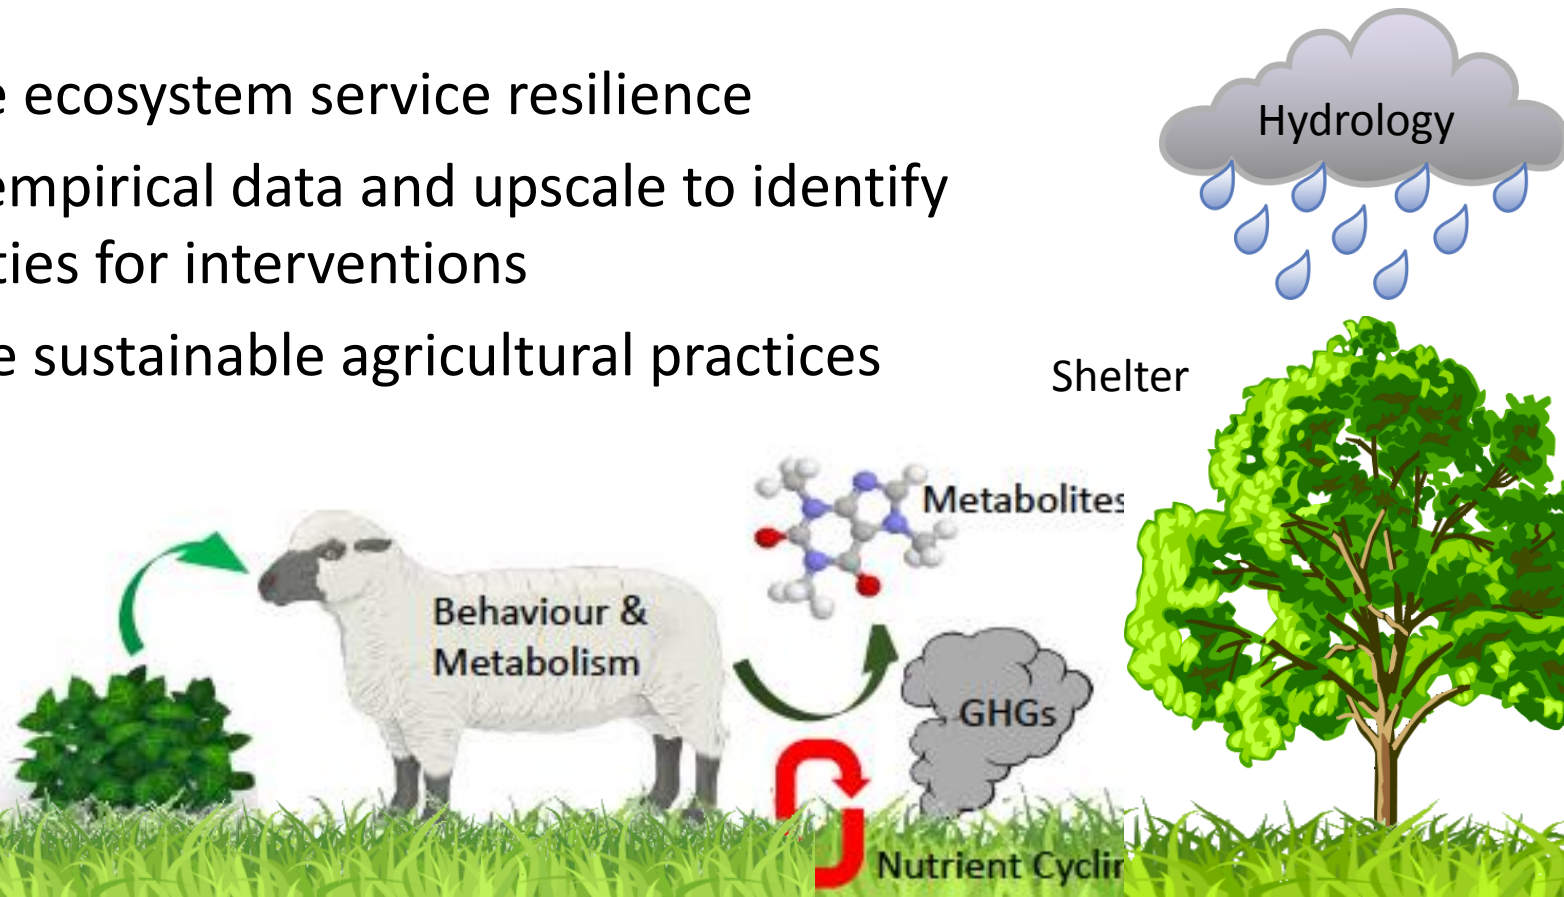 e ecosystem service resilience
empirical data and upscale to identify
ties for interventions
e sustainable agricultural practices
Hydrology
Shelter
Metabolites
Behaviour &
Metabolism
GHGs
Nutrient Cyclin